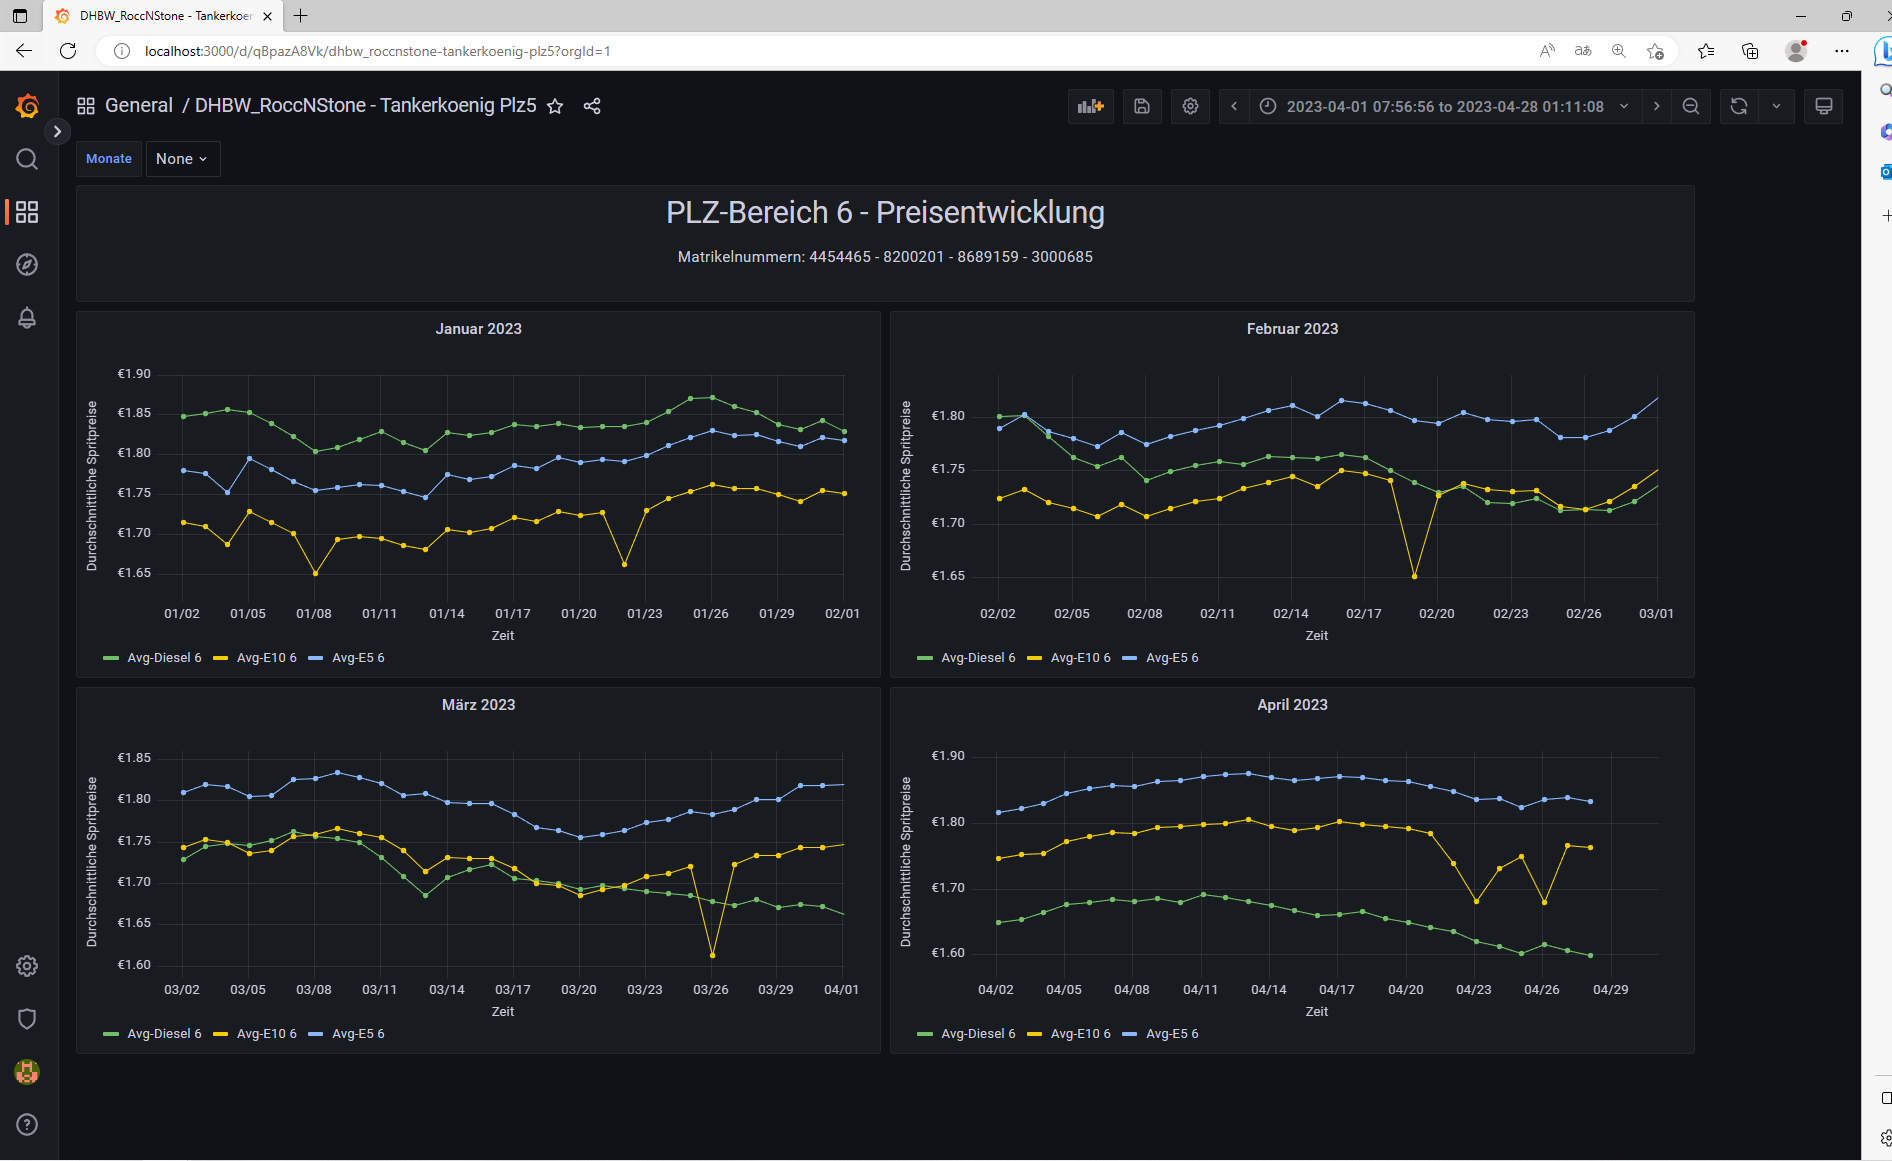 DHBW_RoccNStone - Tankerkoe
localhost:3000/d/qBpazA8Vk/dhbw_roccnstone-tankerkoenig-plz5?orgId=1
General / DHBW_RoccNStone - Tankerkoenig Plz5
2023-04-01 07:56:56 to 2023-04-28 01:11:08
Monate None
PLZ-Bereich 6 - Preisentwicklung
Matrikelnummern: 4454465 - 8200201 - 8689159 - 3000685
Januar 2023
Durchschnittliche Spritpreise
€1.90
€1.85
€1.80
€1.75
€1.70
€1.65
01/02 01/05 01/08 01/11 01/14 01/17 01/20 01/23 01/26 01/29 02/01
Zeit
Avg-Diesel 6 Avg-E10 6 Avg-E5 6
Februar 2023
Durchschnittliche Spritpreise
€1.80
€1.75
€1.70
€1.65
02/02 02/05 02/08 02/11 02/14 02/17 02/20 02/23 02/26 03/01
Zeit
Avg-Diesel 6 Avg-E10 6 Avg-E5 6
März 2023
Durchschnittliche Spritpreise
€1.85
€1.80
€1.75
€1.70
€1.65
€1.60
03/02 03/05 03/08 03/11 03/14 03/17 03/20 03/23 03/26 03/29 04/01
Zeit
Avg-Diesel 6 Avg-E10 6 Avg-E5 6
April 2023
Durchschnittliche Spritpreise
€1.90
€1.80
€1.70
€1.60
04/02 04/05 04/08 04/11 04/14 04/17 04/20 04/23 04/26 04/29
Zeit
Avg-Diesel 6 Avg-E10 6 Avg-E5 6